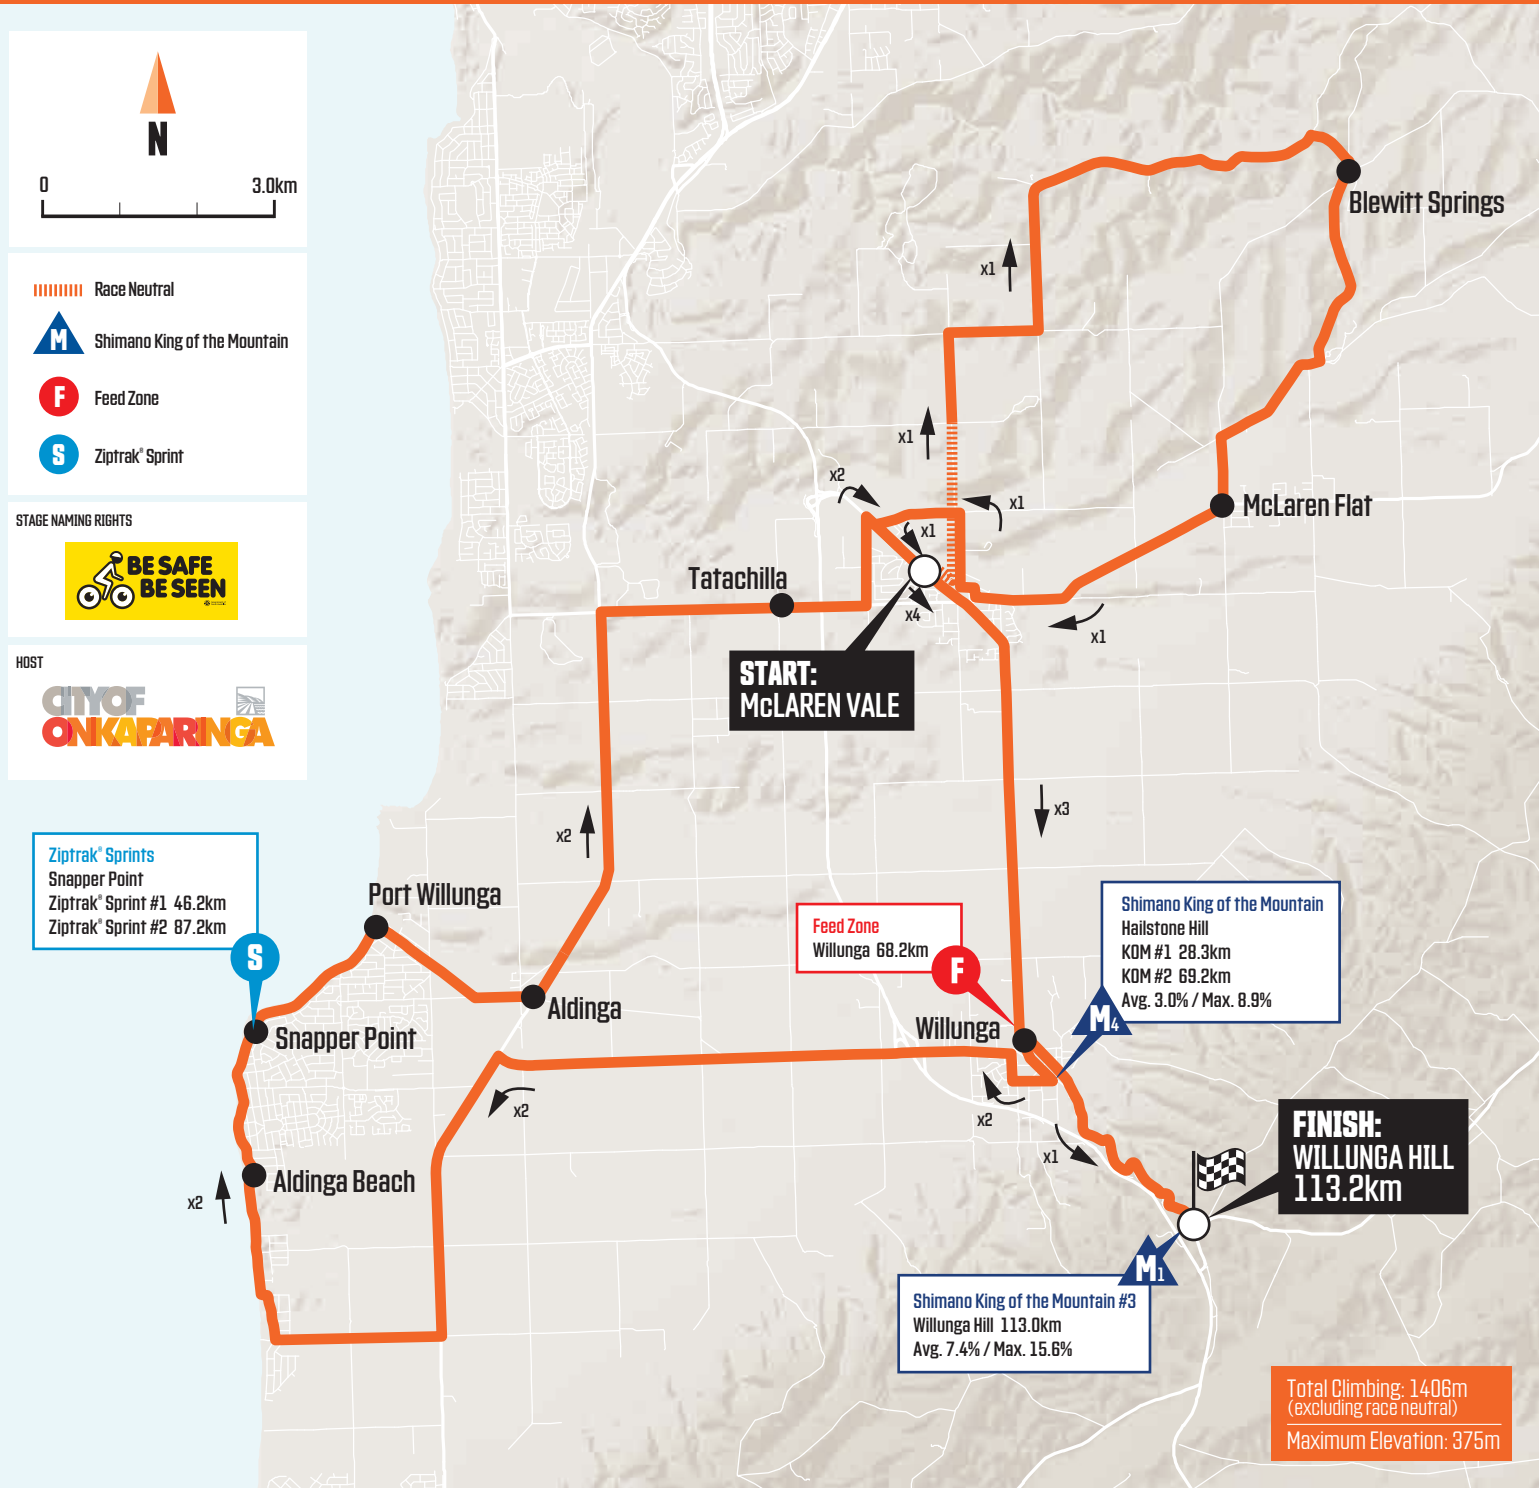 N
0 3.0km
Race Neutral
M Shimano King of the Mountain
F Feed Zone
S Ziptrak® Sprint
STAGE NAMING RIGHTS
BE SAFE
BE SEEN
HOST
CITY OF
ONKAPARINGA
Ziptrak® Sprints
Snapper Point
Ziptrak® Sprint #1 46.2km
Ziptrak® Sprint #2 87.2km
S
Blewitt Springs
x1
x1
x2
x1
x1
McLaren Flat
Tatachilla
x4
x1
START:
McLAREN VALE
x3
x2
Port Willunga
Feed Zone
Willunga 68.2km
F
Shimano King of the Mountain
Hailstone Hill
KOM #1 28.3km
KOM #2 69.2km
Avg. 3.0% / Max. 8.9%
M4
Aldinga
Willunga
Snapper Point
x2
x2
x1
FINISH:
WILLUNGA HILL
113.2km
Aldinga Beach
x2
M1
Shimano King of the Mountain #3
Willunga Hill 113.0km
Avg. 7.4% / Max. 15.6%
Total Climbing: 1406m
(excluding race neutral)
Maximum Elevation: 375m